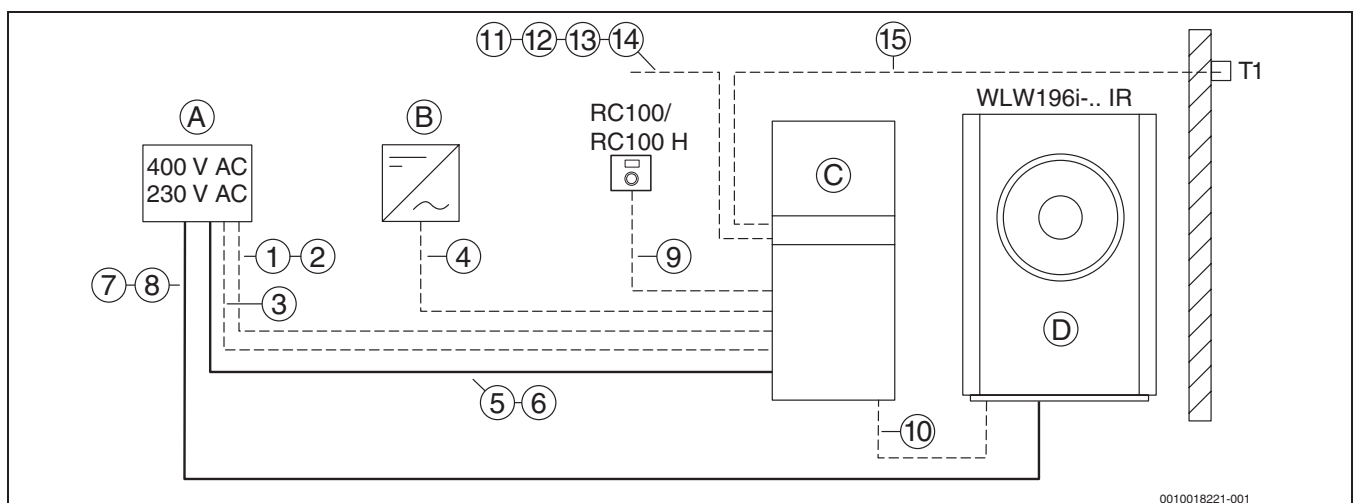 11 12 13 14
15
T1
WLW196i-.. IR
RC100/
RC100 H
A
B
400 V AC
230 V AC
C
1 2
4
9
7 8
3
D
5 6
10
0010018221-001